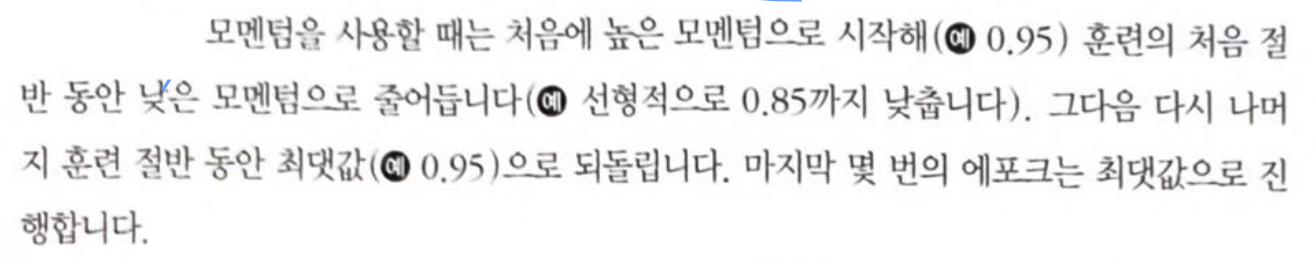 모멘텀을 사용할 때는 처음에 높은 모멘텀으로 시작해(예 0.95) 훈련의 처음 절
반 동안 낮은 모멘텀으로 줄어듭니다(예 선형적으로 0.85까지 낮춥니다). 그다음 다시 나머
지 훈련 절반 동안 최댓값(예 0.95)으로 되돌립니다. 마지막 몇 번의 에포크는 최댓값으로 진
행합니다.